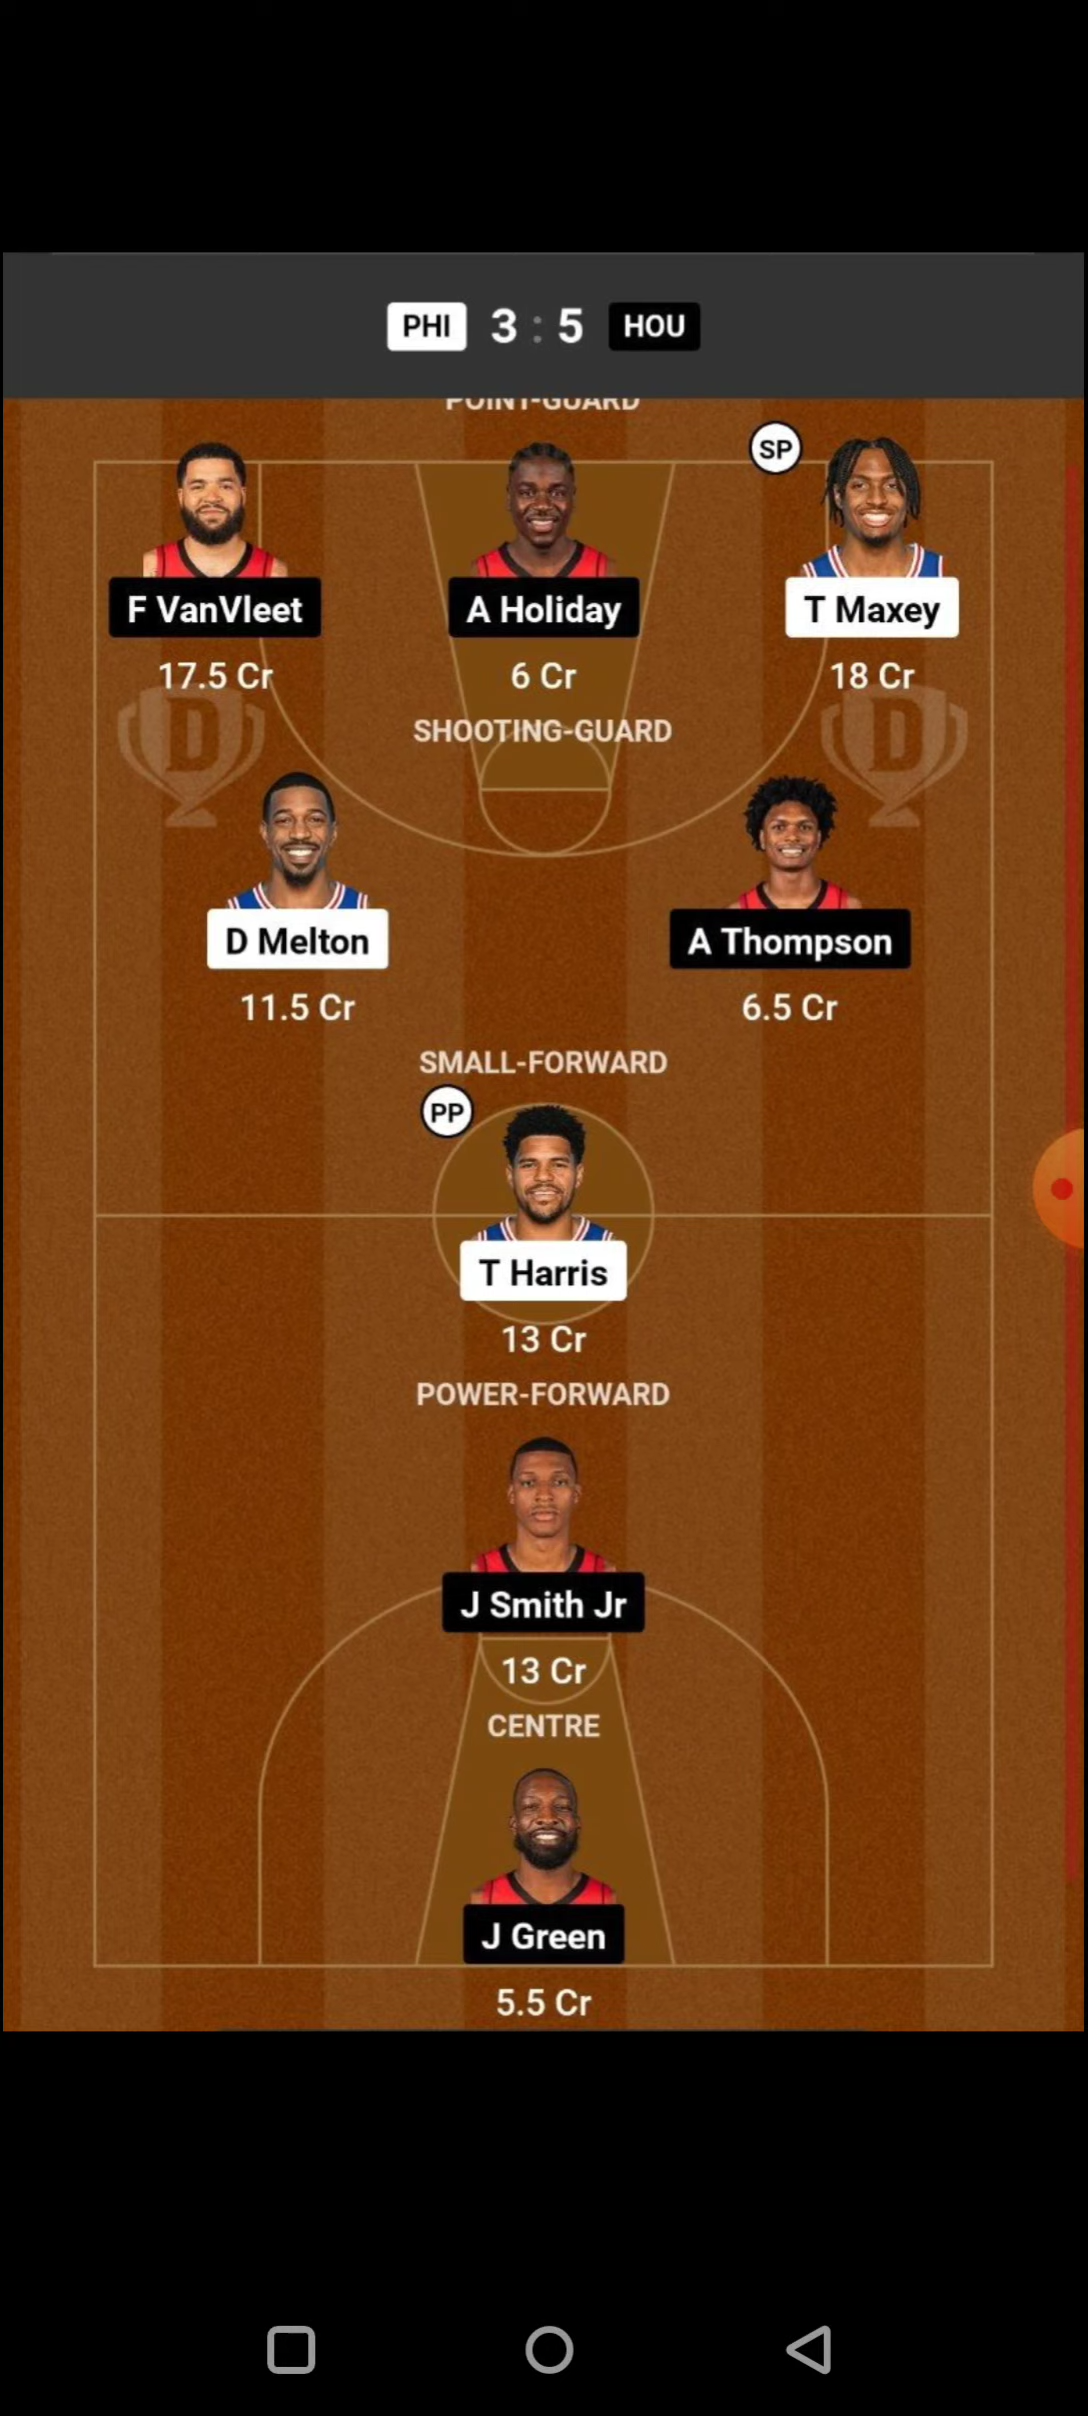 PHI 3 : 5 HOU
POINT-GUARD
SP
F VanVleet A Holiday T Maxey
17.5 Cr 6 Cr 18 Cr
D D
SHOOTING-GUARD
D Melton A Thompson
11.5 Cr 6.5 Cr
SMALL-FORWARD
PP
T Harris
13 Cr
POWER-FORWARD
J Smith Jr
13 Cr
CENTRE
J Green
5.5 Cr